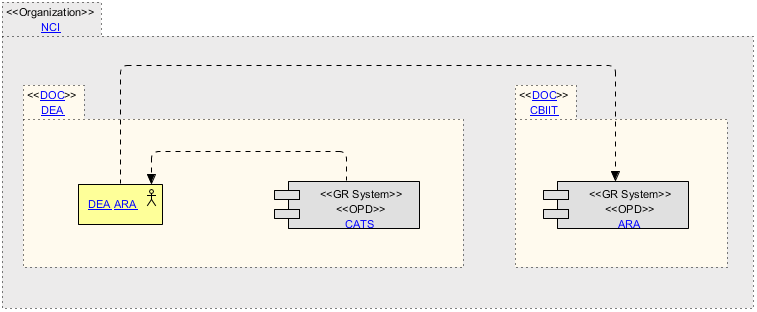 <<Organization>>
NCI
<<DOC>>
DEA
<<DOC>>
CBIIT
DEA ARA
<<GR System>>
<<OPD>>
CATS
<<GR System>>
<<OPD>>
ARA